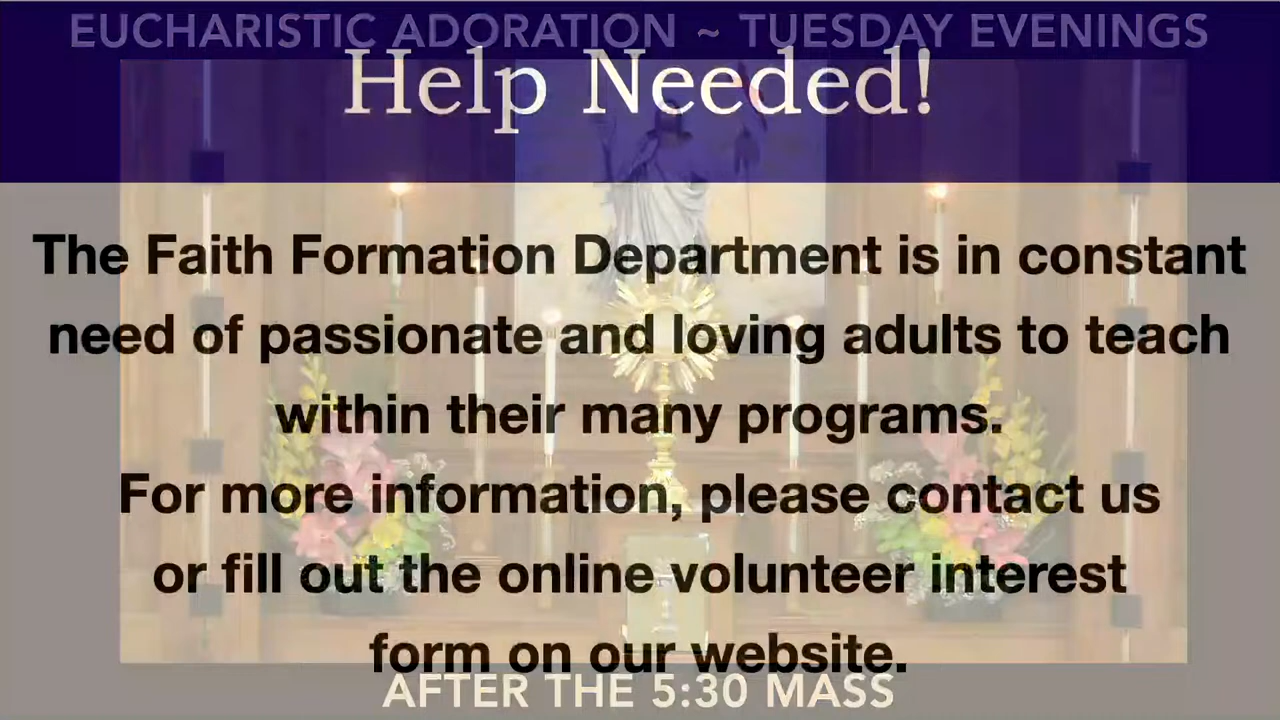 EUCHARISTIC ADORATION ~ TUESDAY EVENINGS
Help Needed!
The Faith Formation Department is in constant
need of passionate and loving adults to teach
within their many programs.
For more information, please contact us
or fill out the online volunteer interest
form on our website.
AFTER THE 5:30 MASS